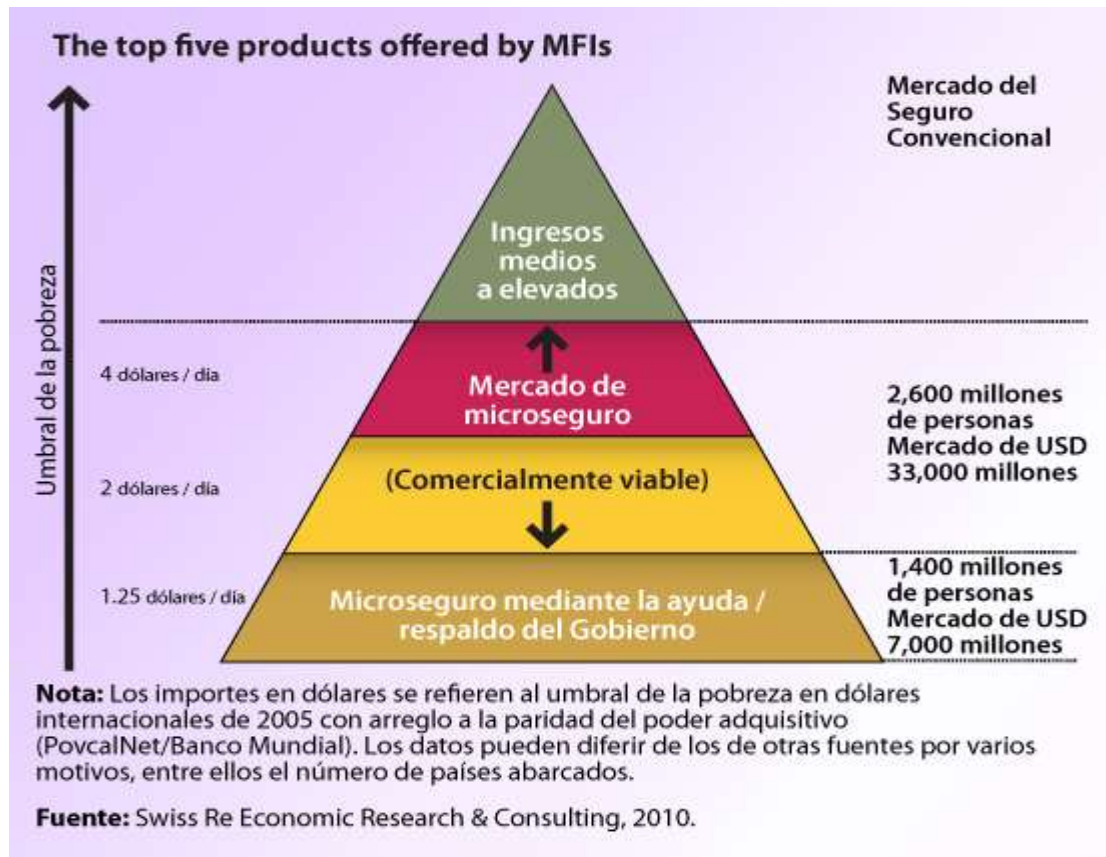 The top five products offered by MFIs
Mercado del
Seguro
Convencional
Umbral de la pobreza
Ingresos
medios
a elevados
4 dólares / día
Mercado de
microseguro
2,600 millones
de personas
Mercado de USD
33,000 millones
2 dólares / día
(Comercialmente viable)
1.25 dólares / día
Microseguro mediante la ayuda /
respaldo del Gobierno
1,400 millones
de personas
Mercado de USD
7,000 millones
Nota: Los importes en dólares se refieren al umbral de la pobreza en dólares
internacionales de 2005 con arreglo a la paridad del poder adquisitivo
(PovcalNet/Banco Mundial). Los datos pueden diferir de los de otras fuentes por varios
motivos, entre ellos el número de países abarcados.
Fuente: Swiss Re Economic Research & Consulting, 2010.